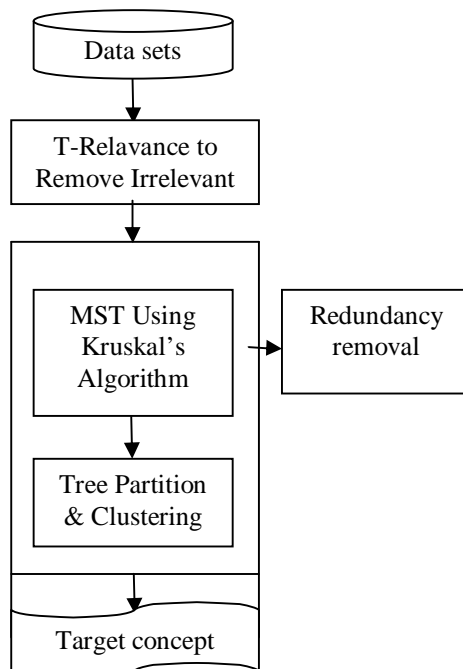 Data sets
T-Relavance to
Remove Irrelevant
MST Using
Kruskal's
Algorithm
Redundancy
removal
Tree Partition
& Clustering
Target concept